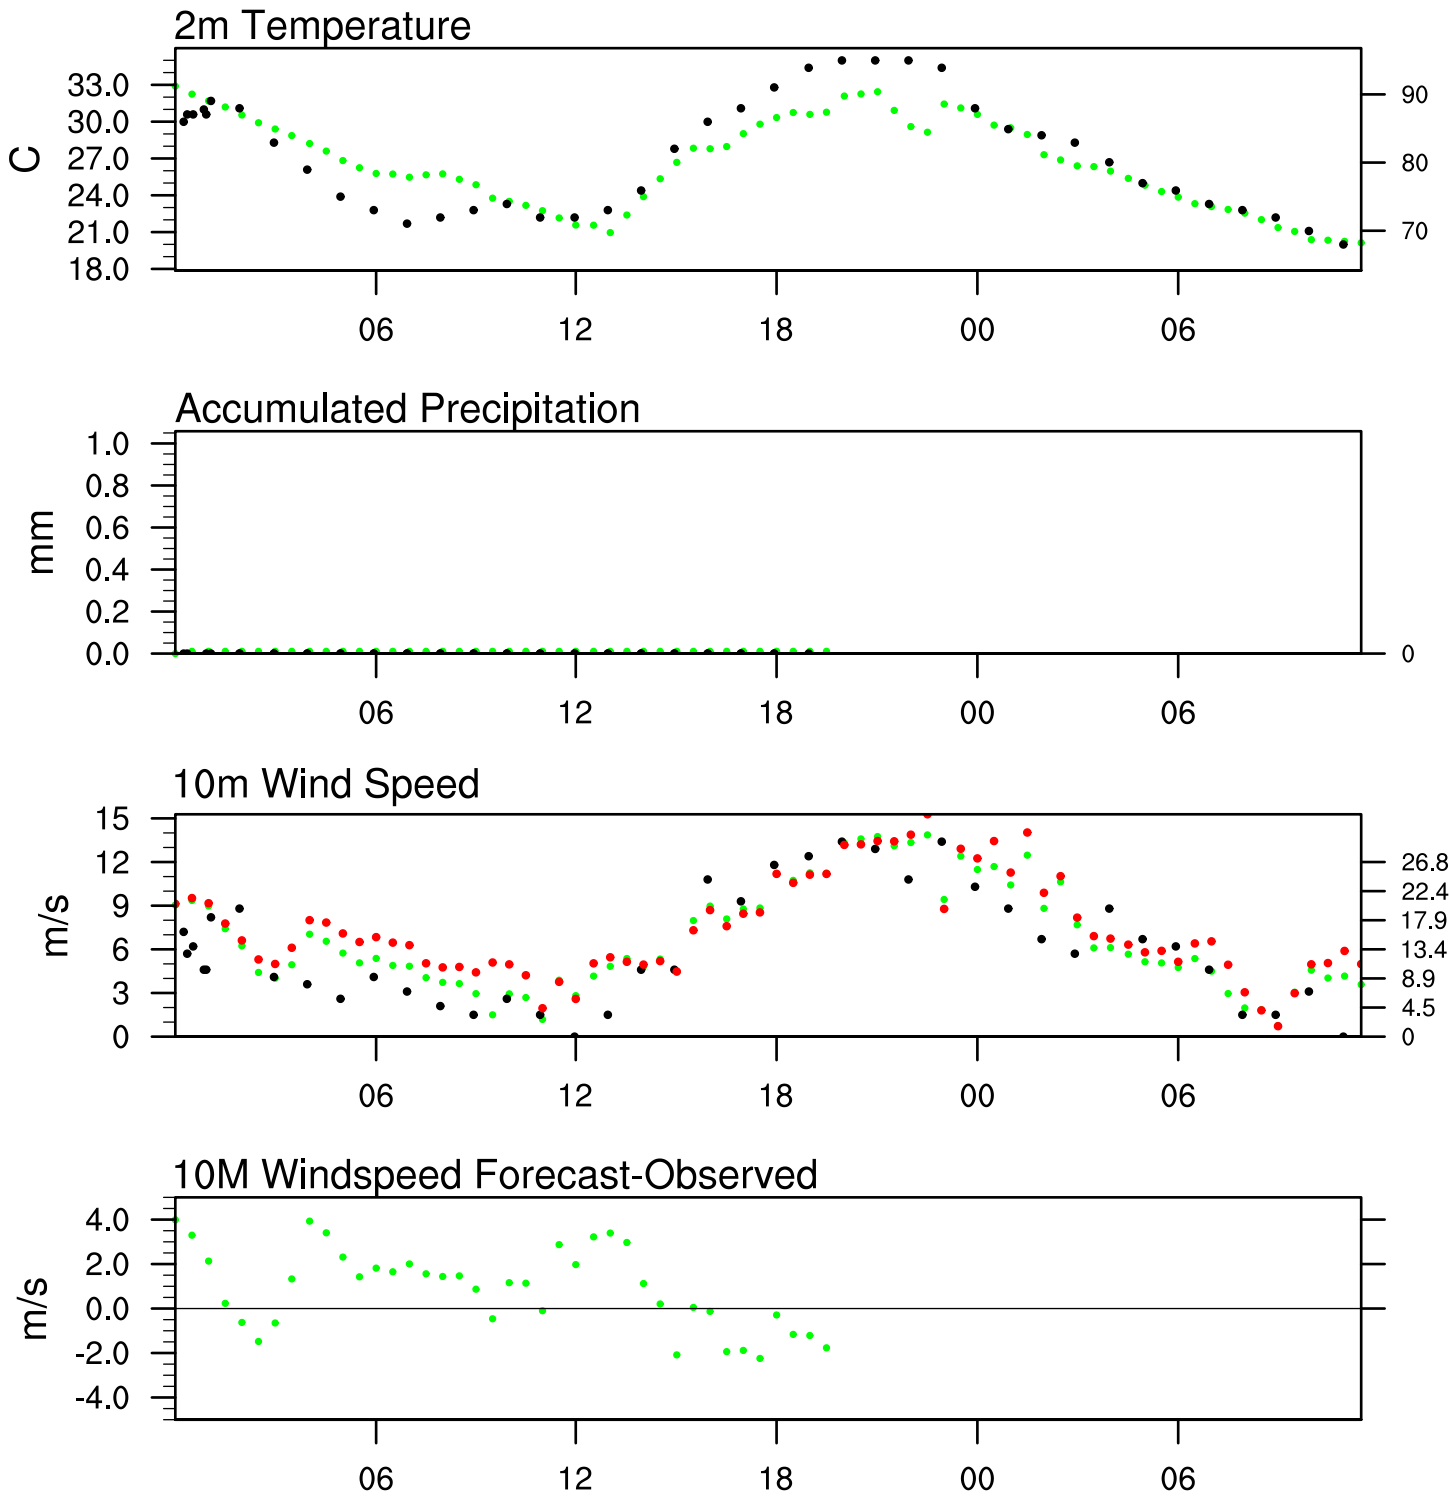 2m Temperature
33.0
30.0
27.0
24.0
21.0
18.0
C
90
80
70
06 12 18 00 06
Accumulated Precipitation
1.0
0.8
0.6
0.4
0.2
0.0
mm
0
06 12 18 00 06
10m Wind Speed
15
12
9
6
3
0
m/s
26.8
22.4
17.9
13.4
8.9
4.5
0
06 12 18 00 06
10M Windspeed Forecast-Observed
4.0
2.0
0.0
-2.0
-4.0
m/s
06 12 18 00 06